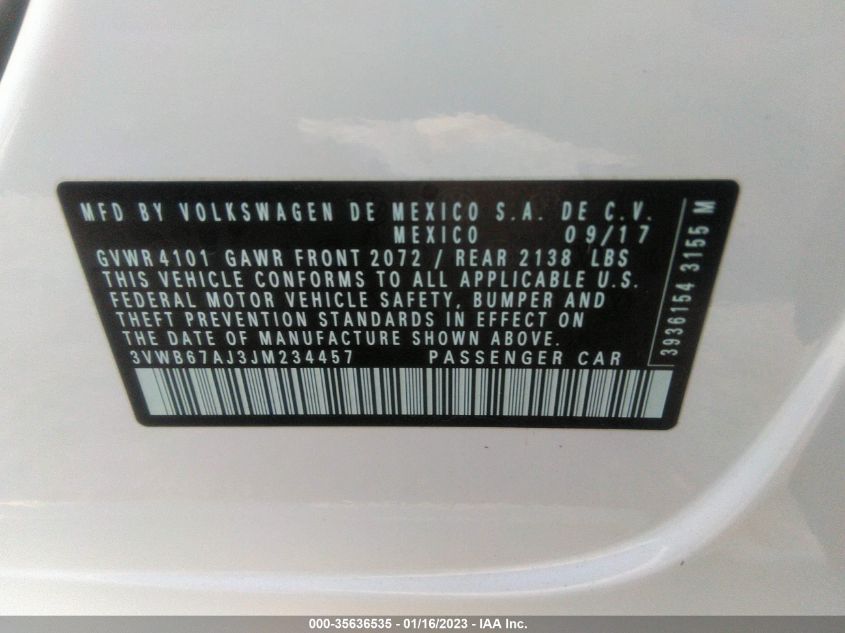 MFD BY VOLKSWAGEN DE MEXICO S.A. DE C.V.
MEXICO 09/17
GVWR 4101 GAWR FRONT 2072 / REAR 2138 LBS
THIS VEHICLE CONFORMS TO ALL APPLICABLE U.S.
FEDERAL MOTOR VEHICLE SAFETY, BUMPER AND
THEFT PREVENTION STANDARDS IN EFFECT ON
THE DATE OF MANUFACTURE SHOWN ABOVE.
3VWB67AJ3JM234457 PASSENGER CAR
3936154 3155 M
000-35636535 - 01/16/2023 - IAA Inc.